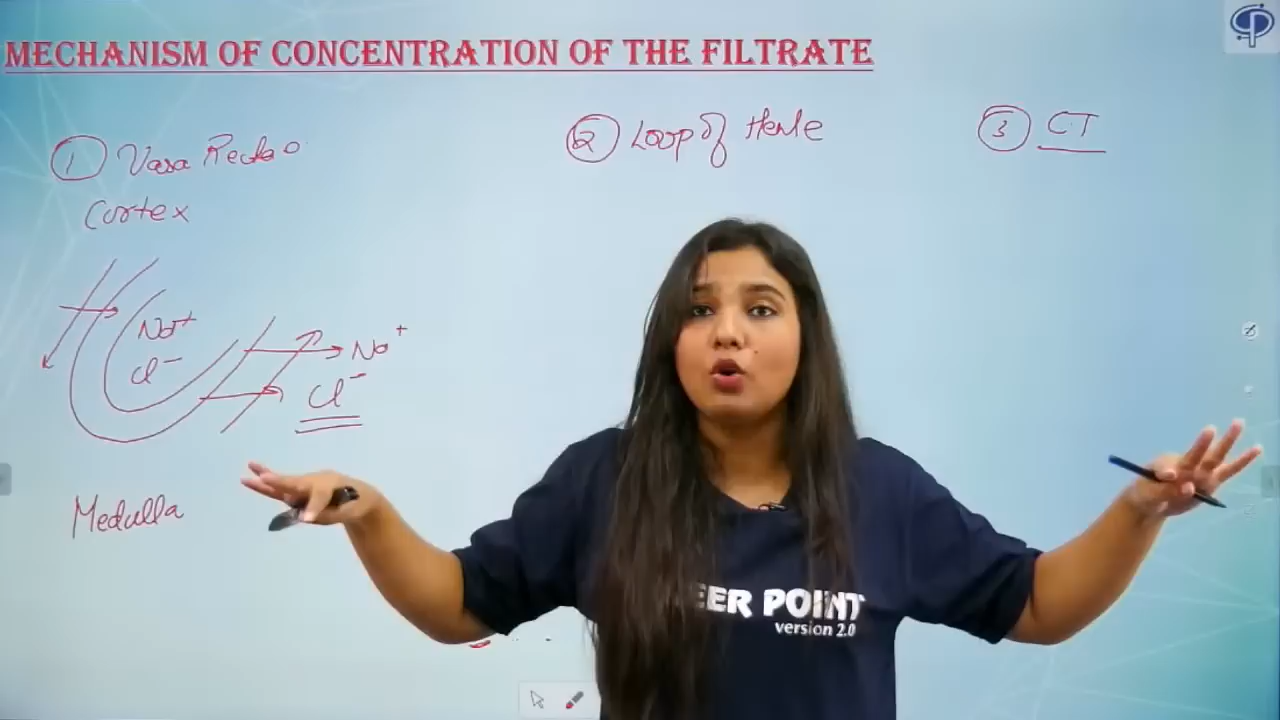 MECHANISM OF CONCENTRATION OF THE FILTRATE
① Vasa Recta
② Loop of Henle
③ CT
Cortex
Na+
Cl−
Na+
Cl−
Medulla
EER POINT
version 2.0